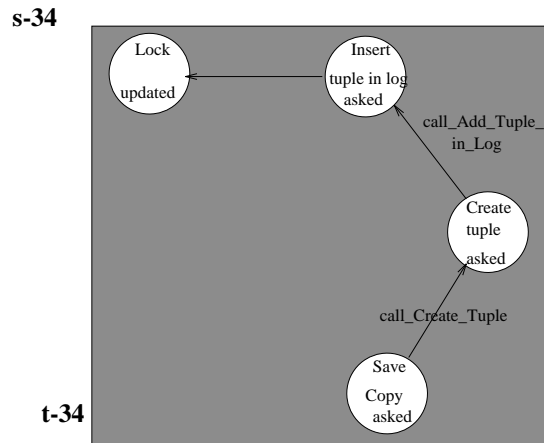 s-34
Lock
updated
Insert
tuple in log
asked
call_Add_Tuple_
in_Log
Create
tuple
asked
call_Create_Tuple
Save
Copy
asked
t-34